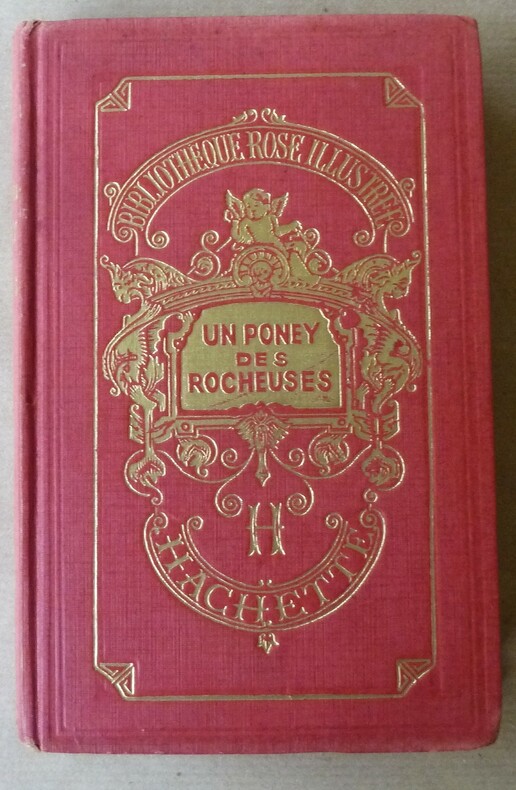 BIBLIOTHEQUE ROSE ILLUSTREE
UN PONEY
DES
ROCHEUSES
H
HACHETTE